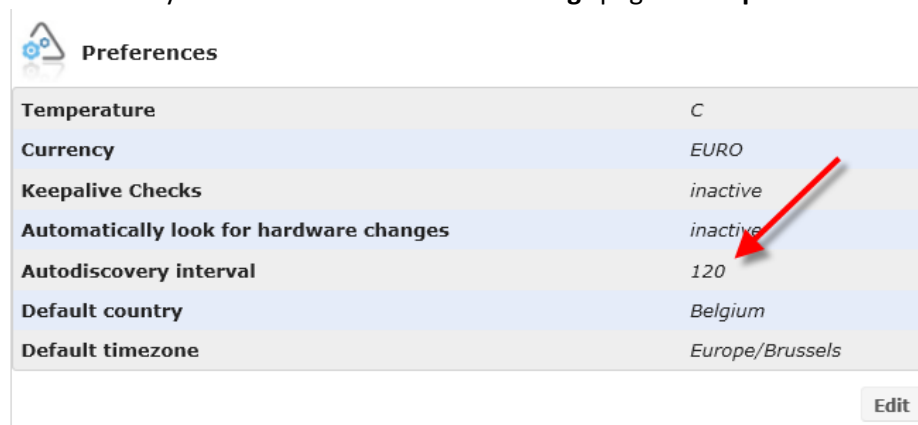 Preferences
Temperature C
Currency EURO
Keepalive Checks inactive
Automatically look for hardware changes inactive
Autodiscovery interval 120
Default country Belgium
Default timezone Europe/Brussels
Edit